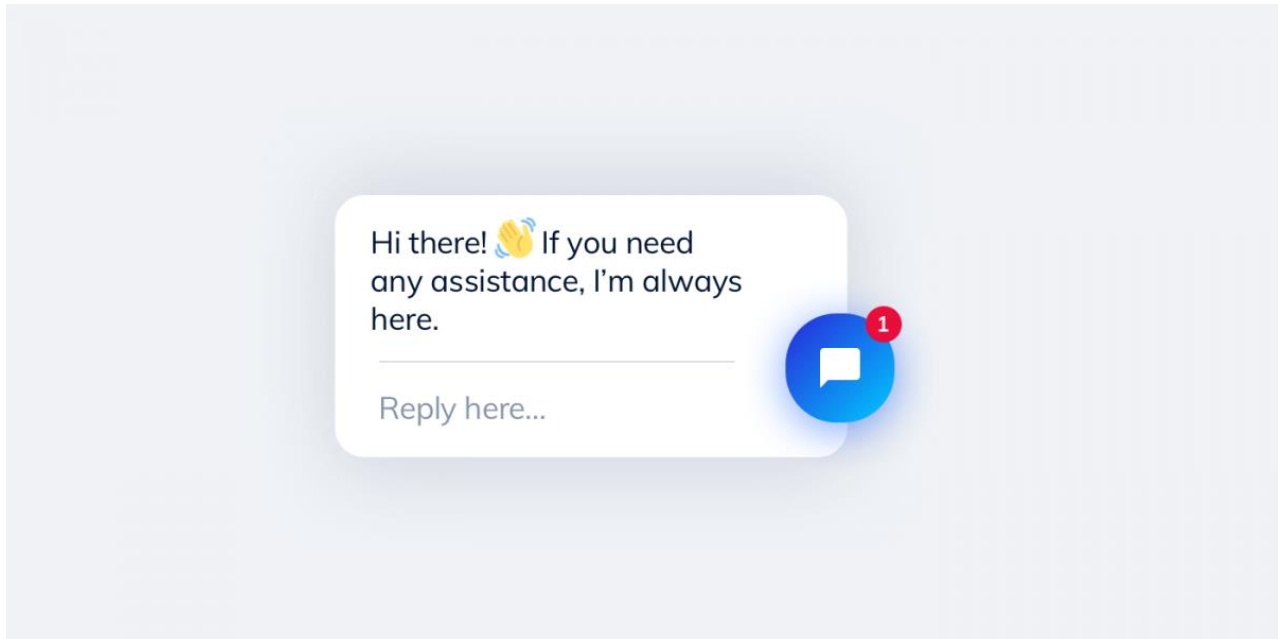 Hi there! 👋 If you need
any assistance, I’m always
here.
1
Reply here...